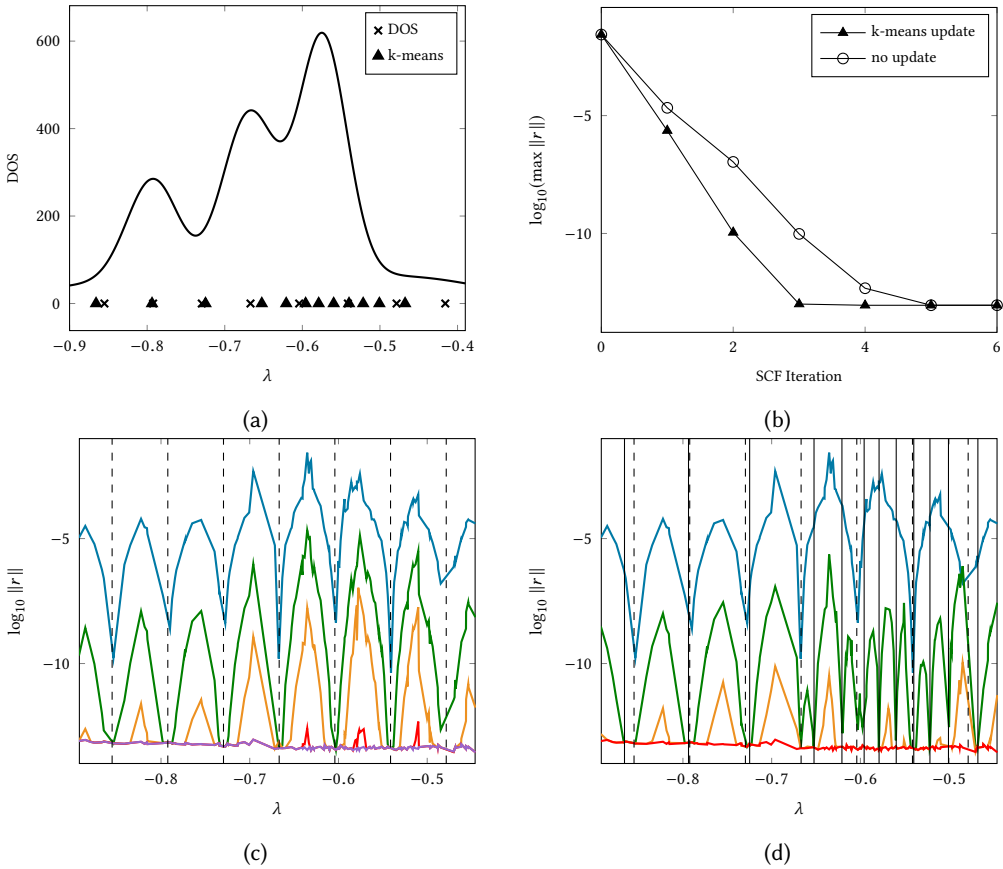 600
400
200
0
DOS
DOS
k-means
−0.9 −0.8 −0.7 −0.6 −0.5 −0.4
λ
(a)
−5
−10
log₁₀(max ||r||)
k-means update
no update
0 2 4 6
SCF Iteration
(b)
−5
−10
log₁₀ ||r||
−0.8 −0.7 −0.6 −0.5
λ
(c)
−5
−10
log₁₀ ||r||
−0.8 −0.7 −0.6 −0.5
λ
(d)